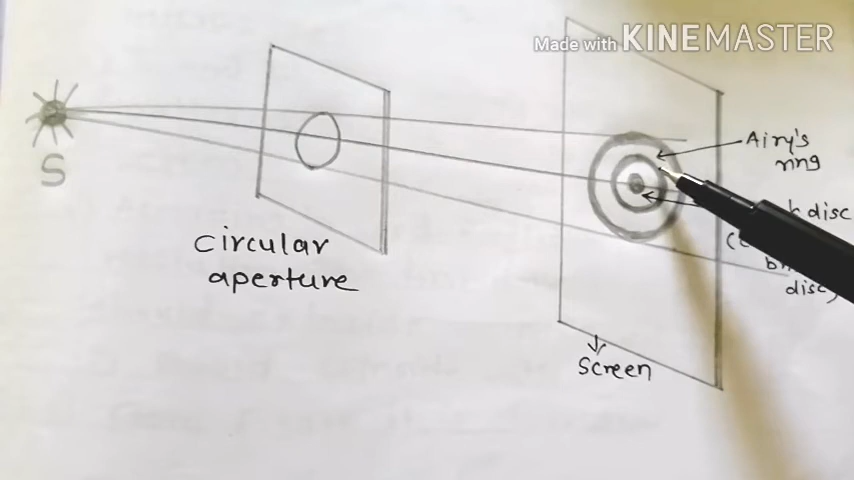 Made with KINEMASTER
S
circular
aperture
Airy's
ring
disc
disc
screen